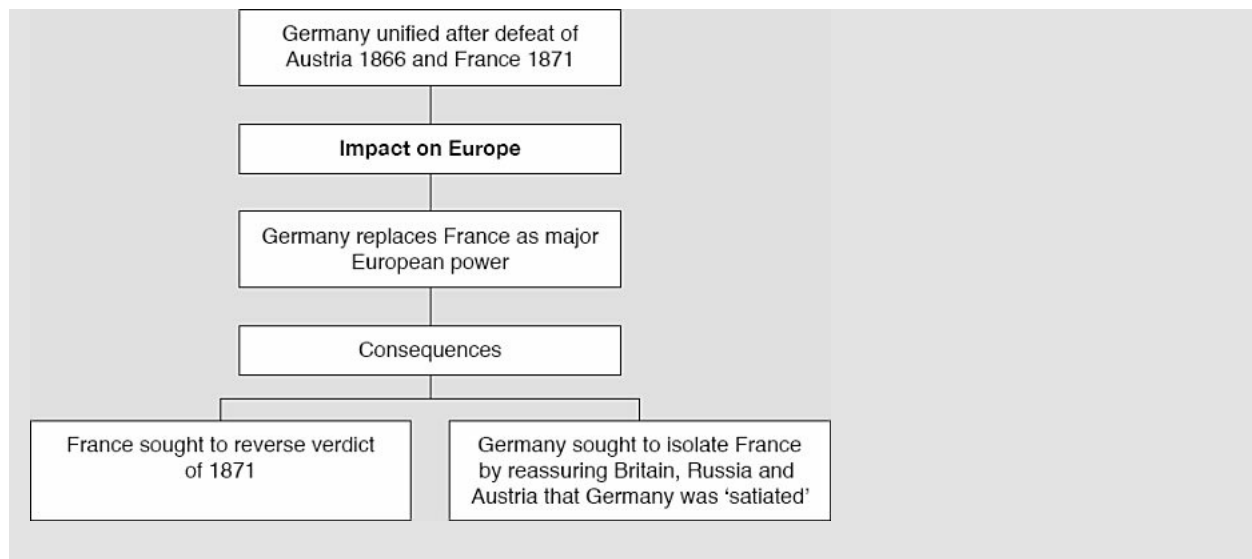 Germany unified after defeat of
Austria 1866 and France 1871
Impact on Europe
Germany replaces France as major
European power
Consequences
France sought to reverse verdict
of 1871
Germany sought to isolate France
by reassuring Britain, Russia and
Austria that Germany was ‘satiated’